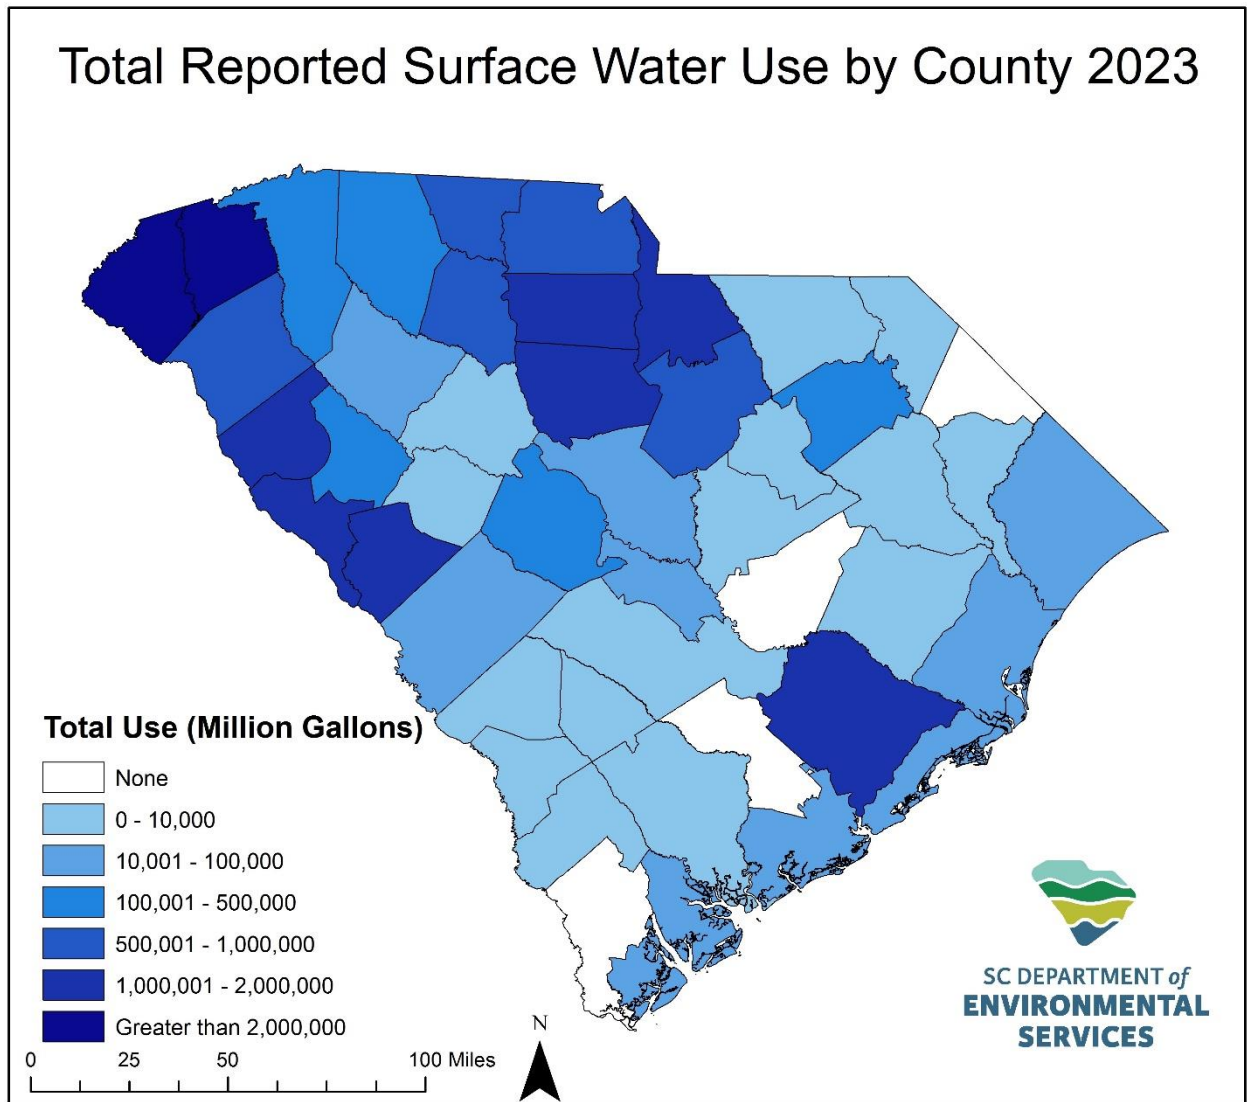 Total Reported Surface Water Use by County 2023
Total Use (Million Gallons)
None
0 - 10,000
10,001 - 100,000
100,001 - 500,000
500,001 - 1,000,000
1,000,001 - 2,000,000
Greater than 2,000,000
0 25 50 100 Miles
N
SC DEPARTMENT of
ENVIRONMENTAL
SERVICES